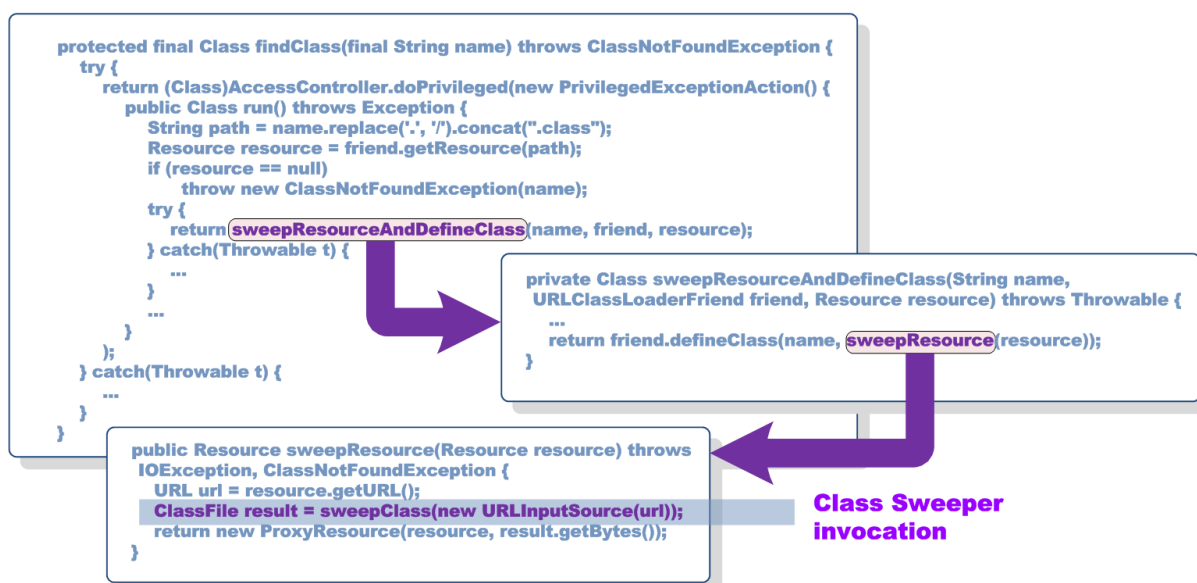 protected final Class findClass(final String name) throws ClassNotFoundException {
try {
return (Class)AccessController.doPrivileged(new PrivilegedExceptionAction() {
public Class run() throws Exception {
String path = name.replace('.', '/').concat(".class");
Resource resource = friend.getResource(path);
if (resource == null)
throw new ClassNotFoundException(name);
try {
return sweepResourceAndDefineClass(name, friend, resource);
} catch(Throwable t) {
...
}
...
}
);
} catch(Throwable t) {
...
}
}
private Class sweepResourceAndDefineClass(String name,
URLClassLoaderFriend friend, Resource resource) throws Throwable {
...
return friend.defineClass(name, sweepResource(resource));
}
public Resource sweepResource(Resource resource) throws
IOException, ClassNotFoundException {
URL url = resource.getURL();
ClassFile result = sweepClass(new URLInputSource(url));
return new ProxyResource(resource, result.getBytes());
}
Class Sweeper
invocation